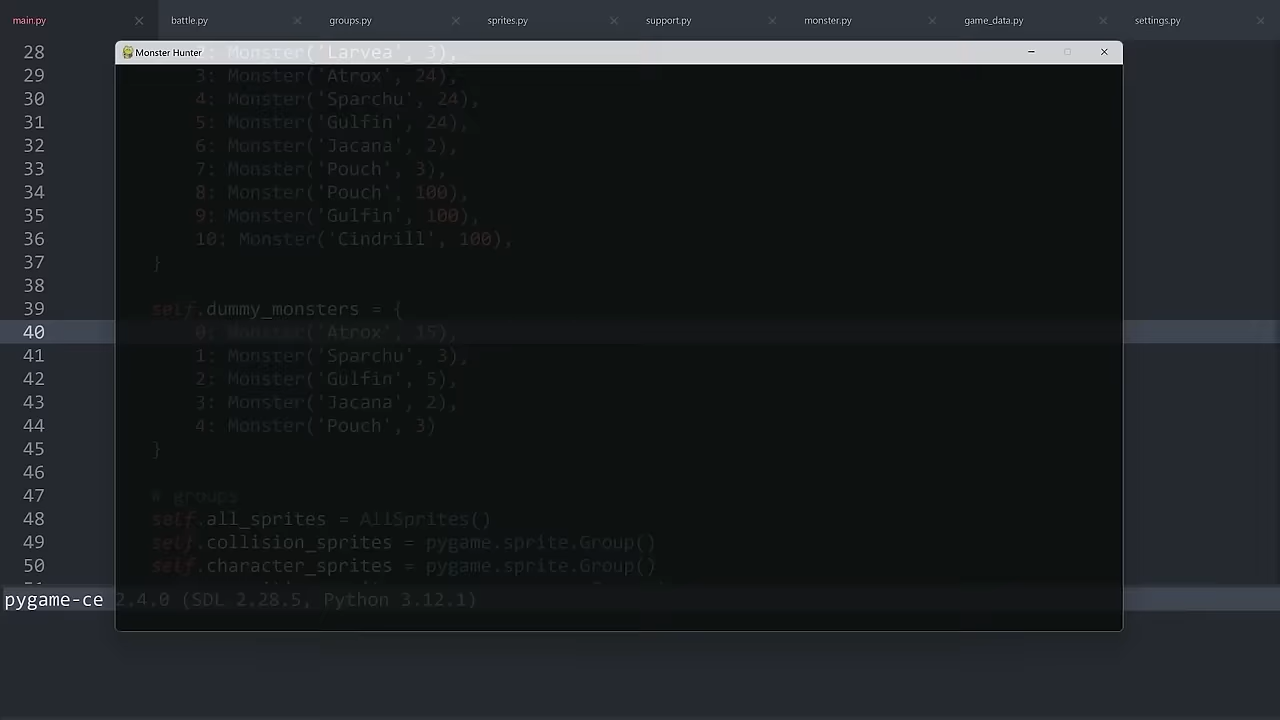 main.py battle.py groups.py sprites.py support.py monster.py game_data.py settings.py
Monster Hunter
28 2: Monster('Larvea', 3),
29 3: Monster('Atrox', 24),
30 4: Monster('Sparchu', 24),
31 5: Monster('Gulfin', 24),
32 6: Monster('Jacana', 2),
33 7: Monster('Pouch', 3),
34 8: Monster('Pouch', 100),
35 9: Monster('Gulfin', 100),
36 10: Monster('Cindrill', 100),
37 }
38
39 self.dummy_monsters = {
40 0: Monster('Atrox', 15),
41 1: Monster('Sparchu', 3),
42 2: Monster('Gulfin', 5),
43 3: Monster('Jacana', 2),
44 4: Monster('Pouch', 3)
45 }
46
47 # groups
48 self.all_sprites = AllSprites()
49 self.collision_sprites = pygame.sprite.Group()
50 self.character_sprites = pygame.sprite.Group()
pygame-ce 2.4.0 (SDL 2.28.5, Python 3.12.1)